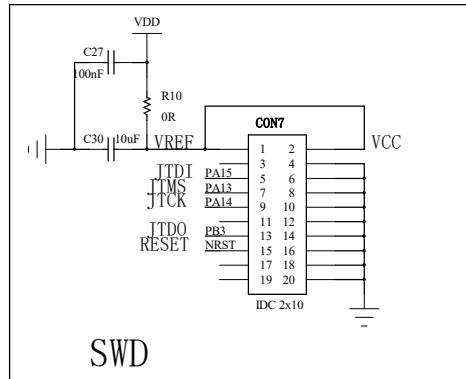 VDD
C27
100nF
R10
0R
C30 10uF VREF
CON7
VCC
1 2
3 4
JTDI PA15 5 6
JTMS PA13 7 8
JTCK PA14 9 10
11 12
JTDO PB3 13 14
RESET NRST 15 16
17 18
19 20
IDC 2x10
SWD